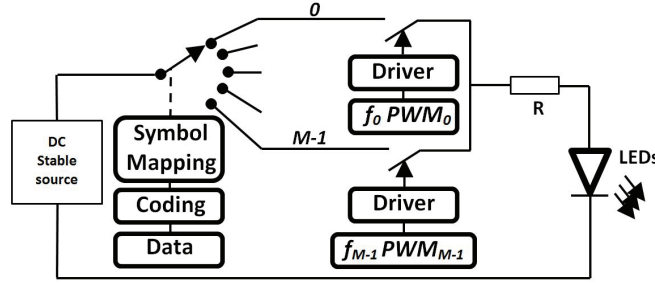 0
Driver
f0 PWM0
DC
Stable
source
Symbol
Mapping
Coding
Data
M-1
Driver
fM-1 PWMM-1
R
LEDs